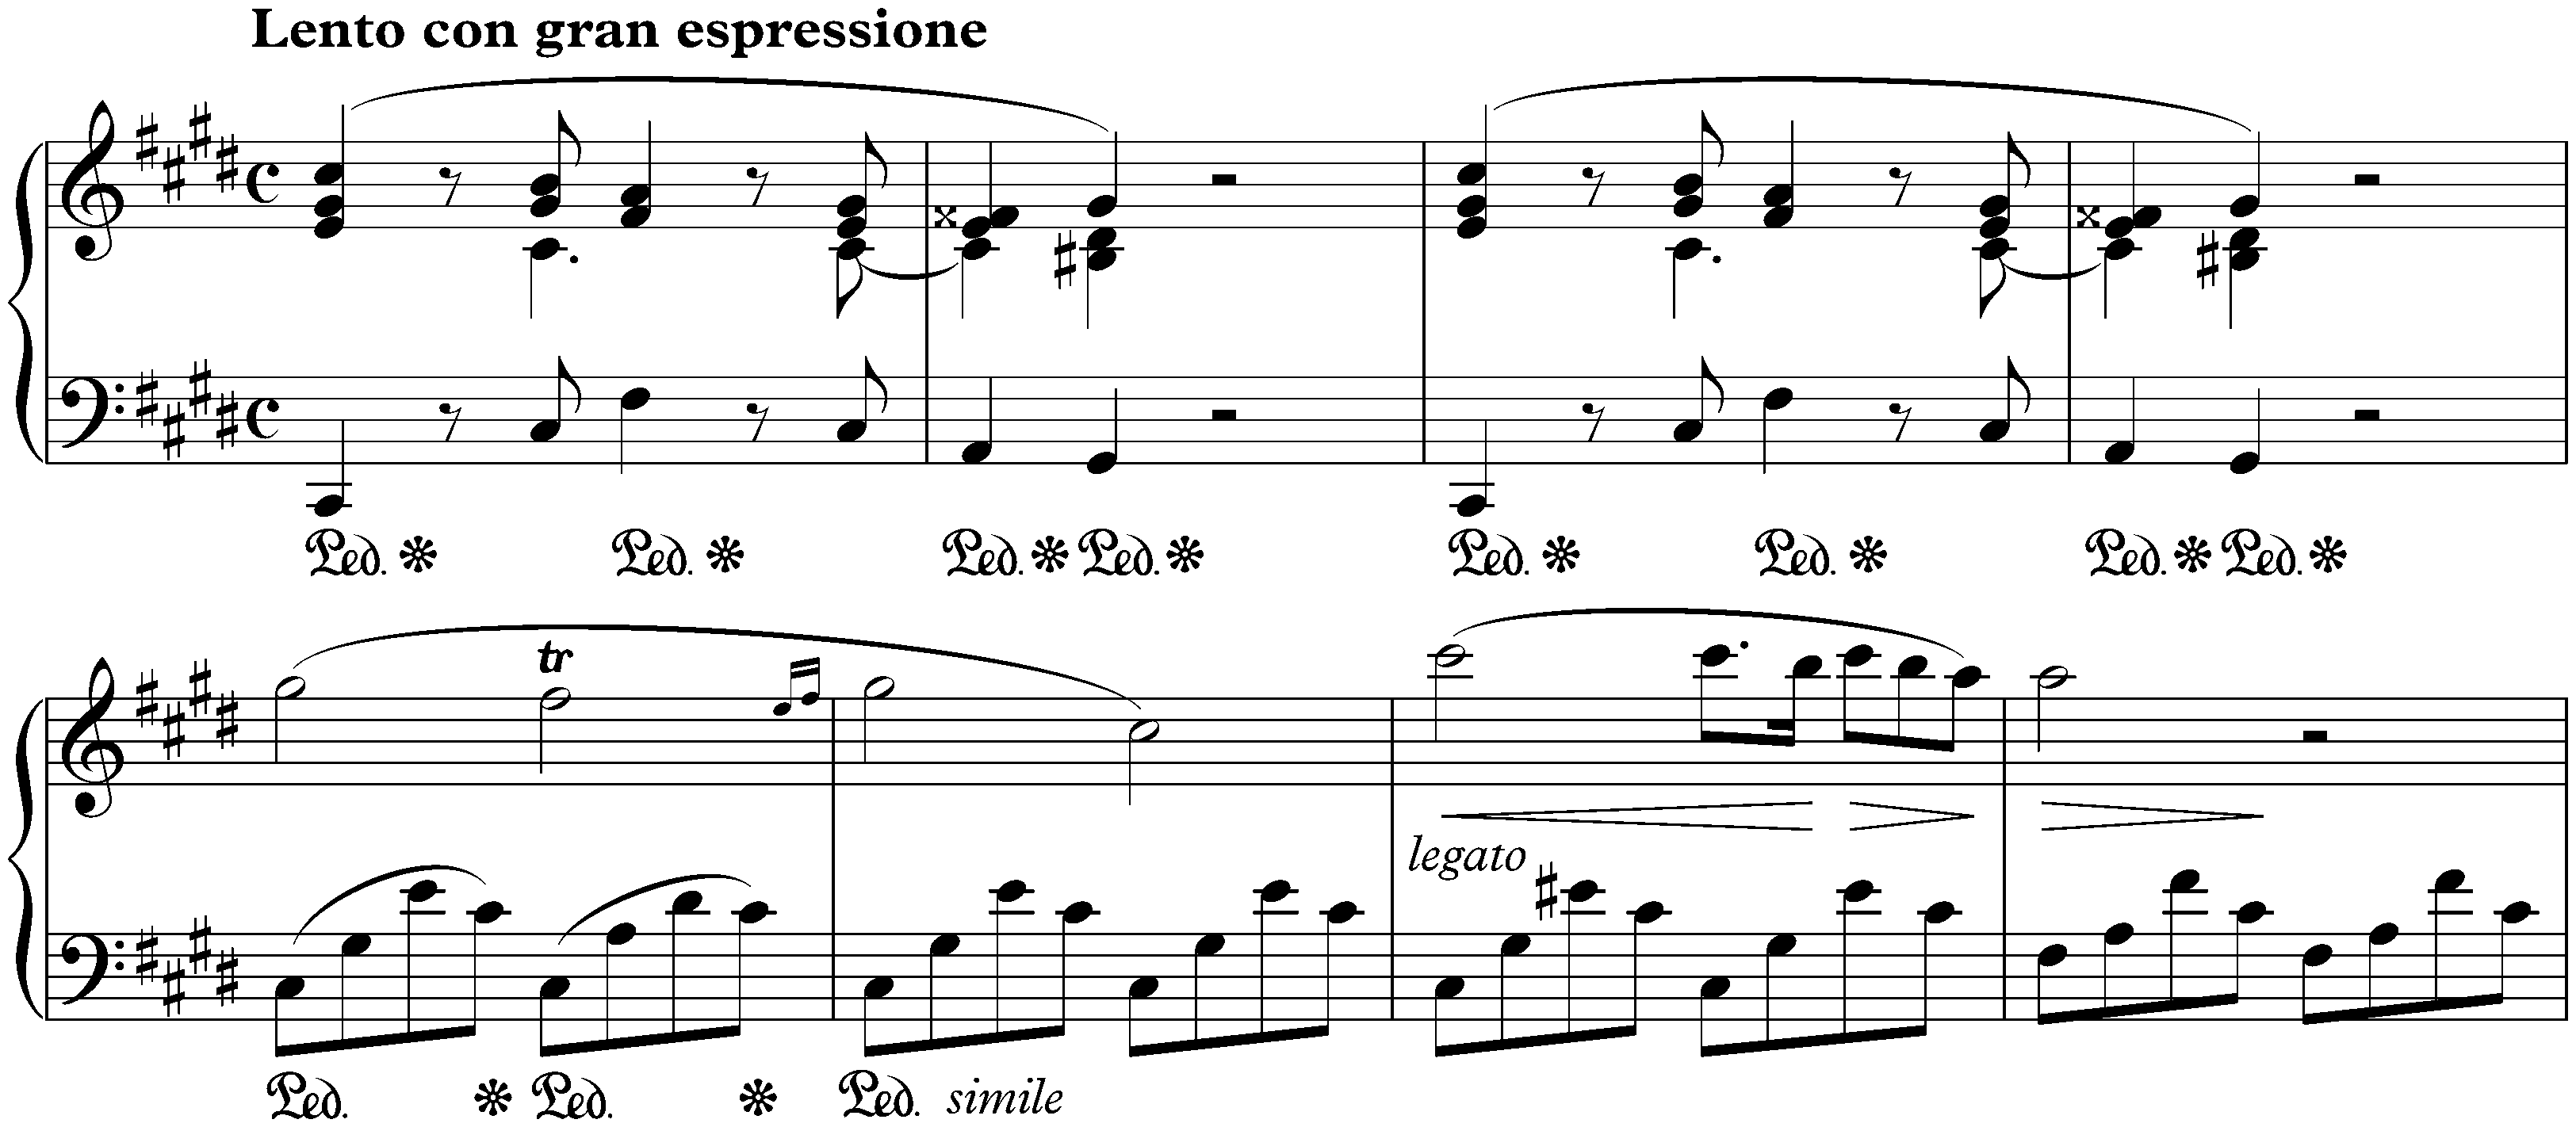 Lento con gran espressione
Ped. * Ped. * Ped. * Ped. * Ped. * Ped. * Ped. * Ped. *
tr
legato
Ped. * Ped. * Ped. simile